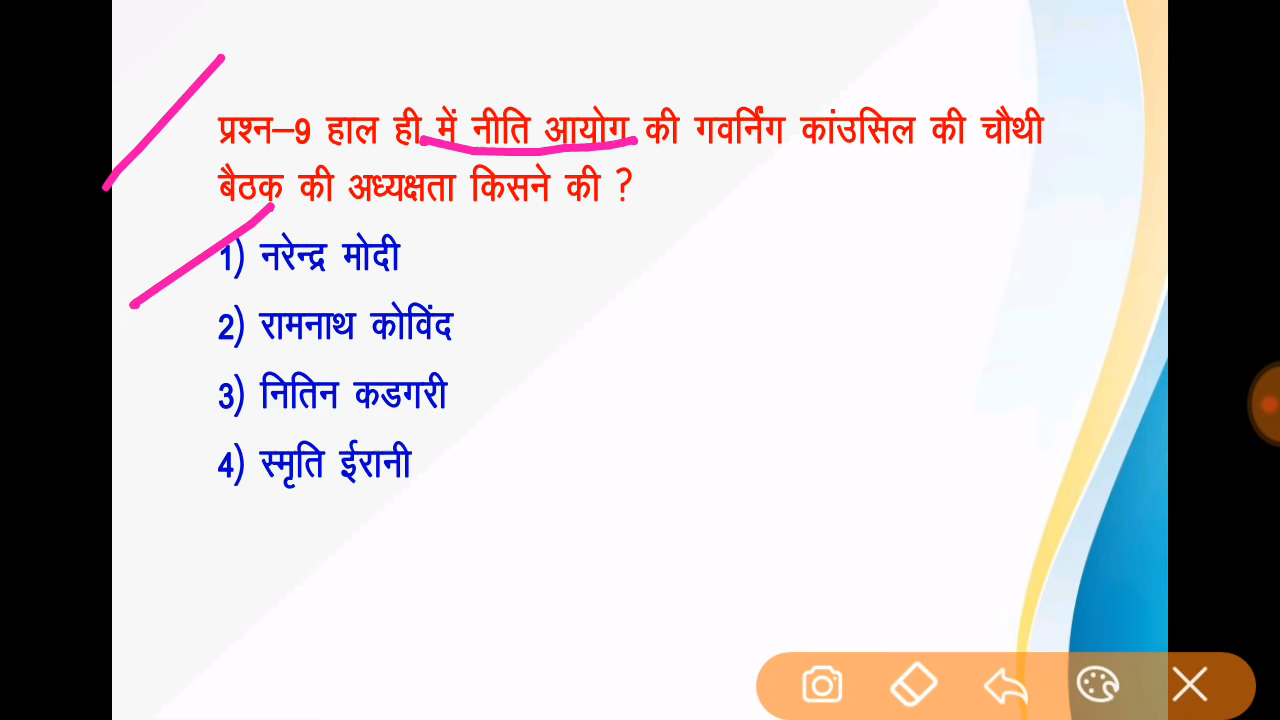 प्रश्न–9 हाल ही में नीति आयोग की गवर्निंग कांउसिल की चौथी
बैठक की अध्यक्षता किसने की ?
1) नरेन्द्र मोदी
2) रामनाथ कोविंद
3) नितिन कडगरी
4) स्मृति ईरानी